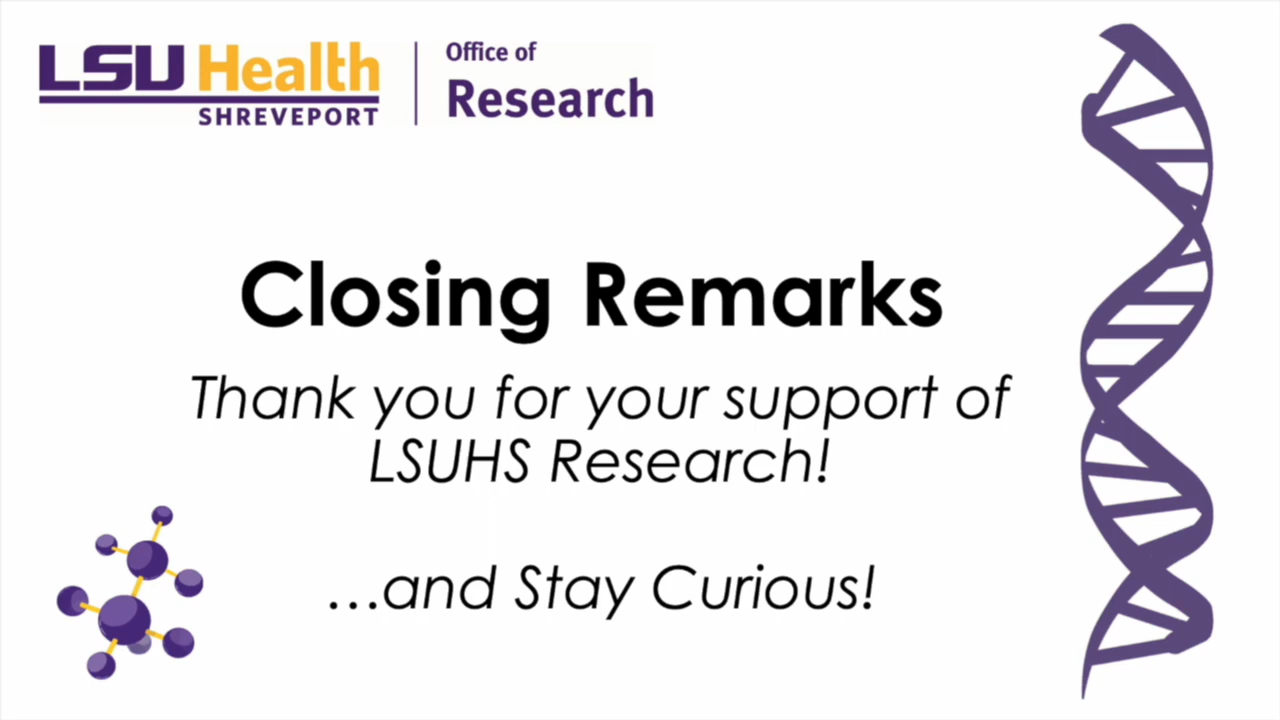 LSU Health
SHREVEPORT
Office of
Research
Closing Remarks
Thank you for your support of
LSUHS Research!
...and Stay Curious!